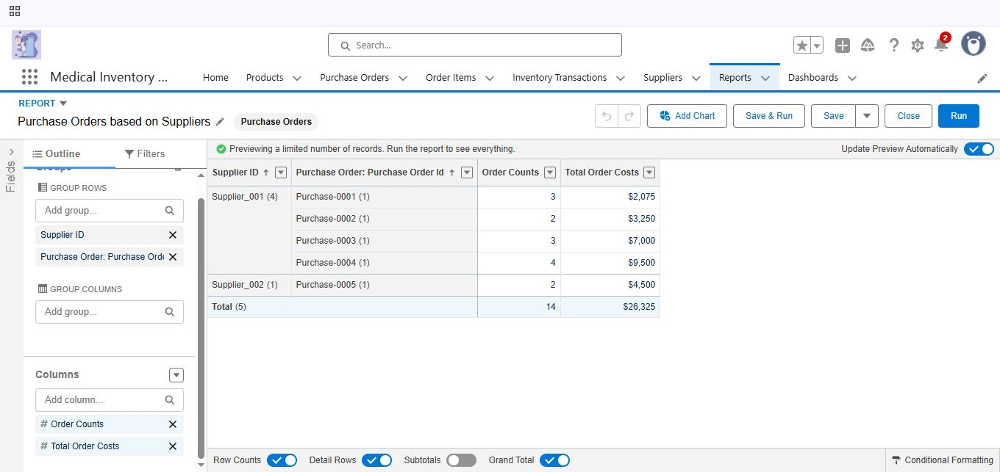 Search...
2
Medical Inventory ...
Home
Products
Purchase Orders
Order Items
Inventory Transactions
Suppliers
Reports
Dashboards
REPORT
Purchase Orders based on Suppliers
Purchase Orders
Add Chart
Save & Run
Save
Close
Run
Fields
Outline
Filters
Previewing a limited number of records. Run the report to see everything.
Update Preview Automatically
Groups
GROUP ROWS
Add group...
Supplier ID
Purchase Order: Purchase Orde
GROUP COLUMNS
Add group...
Columns
Add column...
# Order Counts
# Total Order Costs
Supplier ID ↑ Purchase Order: Purchase Order Id ↑ Order Counts Total Order Costs
Supplier_001 (4) Purchase-0001 (1) 3 $2,075
Purchase-0002 (1) 2 $3,250
Purchase-0003 (1) 3 $7,000
Purchase-0004 (1) 4 $9,500
Supplier_002 (1) Purchase-0005 (1) 2 $4,500
Total (5) 14 $26,325
Row Counts
Detail Rows
Subtotals
Grand Total
Conditional Formatting